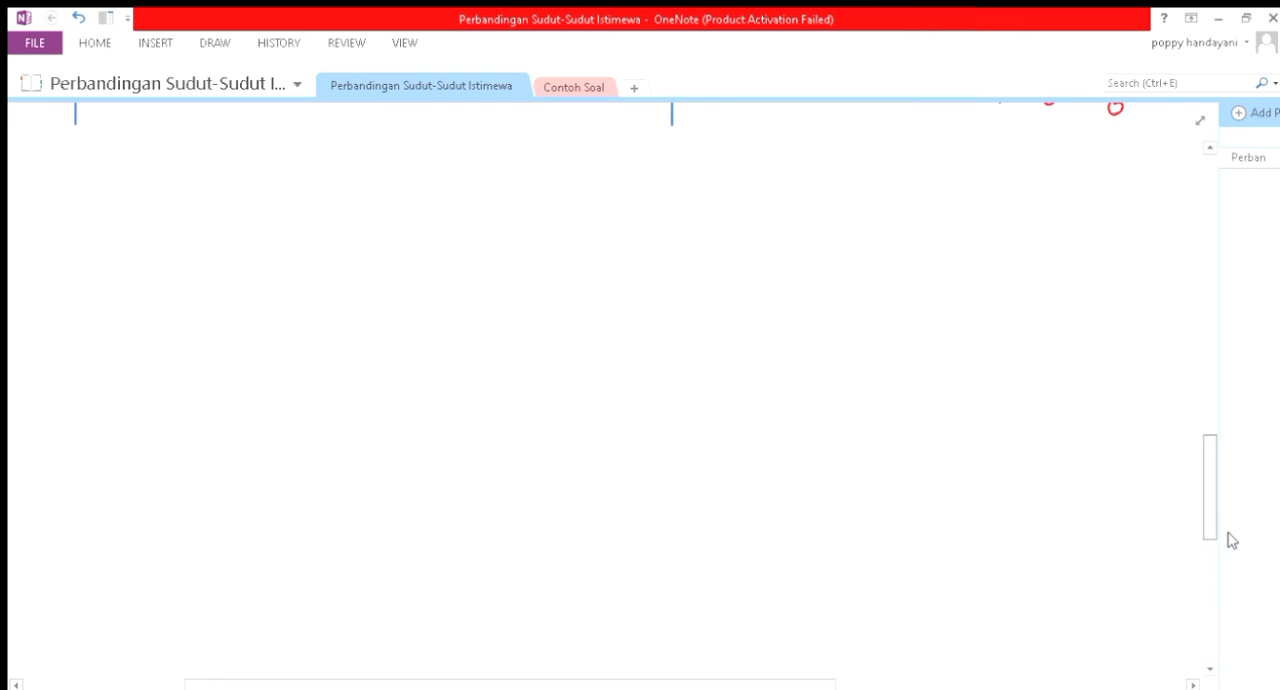 Perbandingan Sudut-Sudut Istimewa - OneNote (Product Activation Failed)
FILE HOME INSERT DRAW HISTORY REVIEW VIEW
poppy handayani
Perbandingan Sudut-Sudut I...
Perbandingan Sudut-Sudut Istimewa
Contoh Soal
Search (Ctrl+E)
Add P
Perban